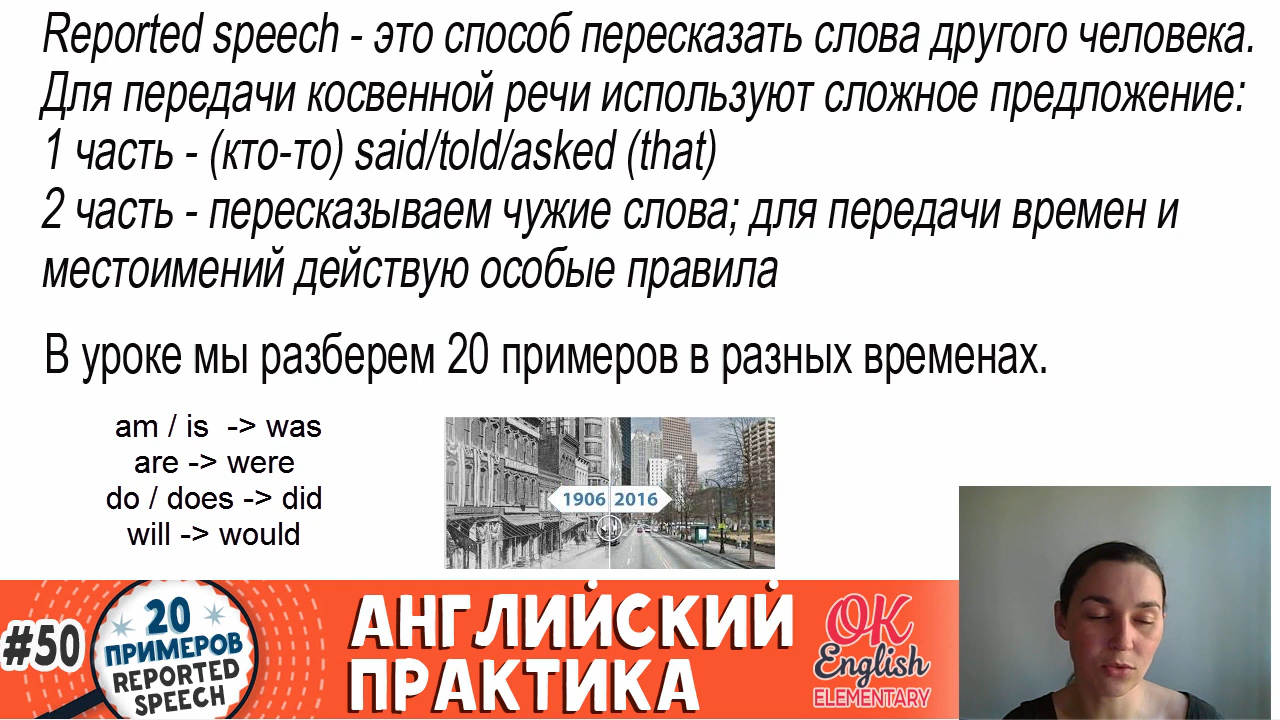 Reported speech - это способ пересказать слова другого человека.
Для передачи косвенной речи используют сложное предложение:
1 часть - (кто-то) said/told/asked (that)
2 часть - пересказываем чужие слова; для передачи времен и
местоимений действую особые правила
В уроке мы разберем 20 примеров в разных временах.
am / is -> was
are -> were
do / does -> did
will -> would
1906 2016
#50
20
ПРИМЕРОВ
REPORTED
SPEECH
АНГЛИЙСКИЙ
ПРАКТИКА
OK
English
ELEMENTARY